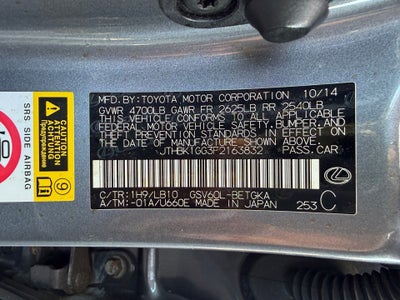 MFD.BY:TOYOTA MOTOR CORPORATION 10/14
GVWR 4700LB GAWR FR 2625LB RR 2540LB
THIS VEHICLE CONFORMS TO ALL APPLICABLE
FEDERAL MOTOR VEHICLE SAFETY, BUMPER, AND
THEFT PREVENTION STANDARDS IN EFFECT ON
THE DATE OF MANUFACTURE SHOWN ABOVE.
JTHBK1GG3F2163832 PASS.CAR
C/TR:1H9/LB10 GSV60L-BETGKA
A/TM:-01A/U660E MADE IN JAPAN 253 C
SRS SIDE AIRBAG
CAUTION
ATTENTION
ACHTUNG
9